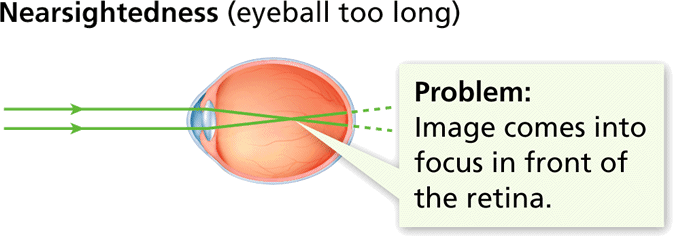 Nearsightedness (eyeball too long)
Problem:
Image comes into
focus in front of
the retina.